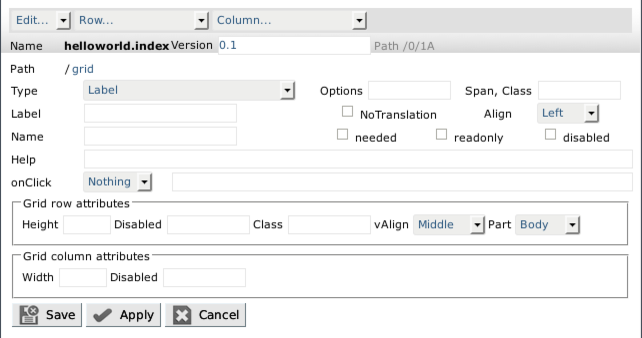 Edit... Row... Column...
Name helloworld.index Version 0.1 Path /0/1A
Path / grid
Type Label Options Span, Class
Label NoTranslation Align Left
Name needed readonly disabled
Help
onClick Nothing
Grid row attributes
Height Disabled Class vAlign Middle Part Body
Grid column attributes
Width Disabled
Save Apply Cancel